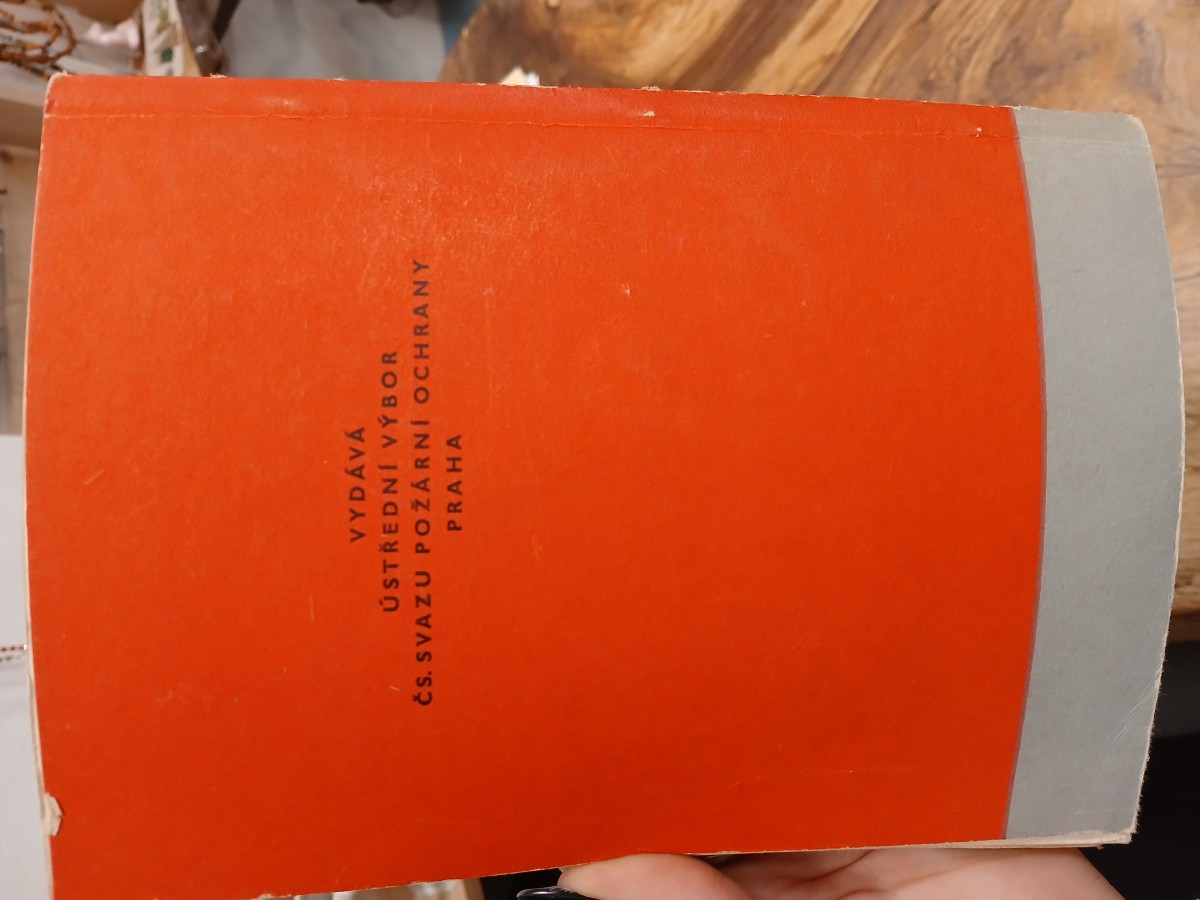 VYDÁVÁ
ÚSTŘEDNÍ VÝBOR
ČS. SVAZU POŽÁRNÍ OCHRANY
PRAHA